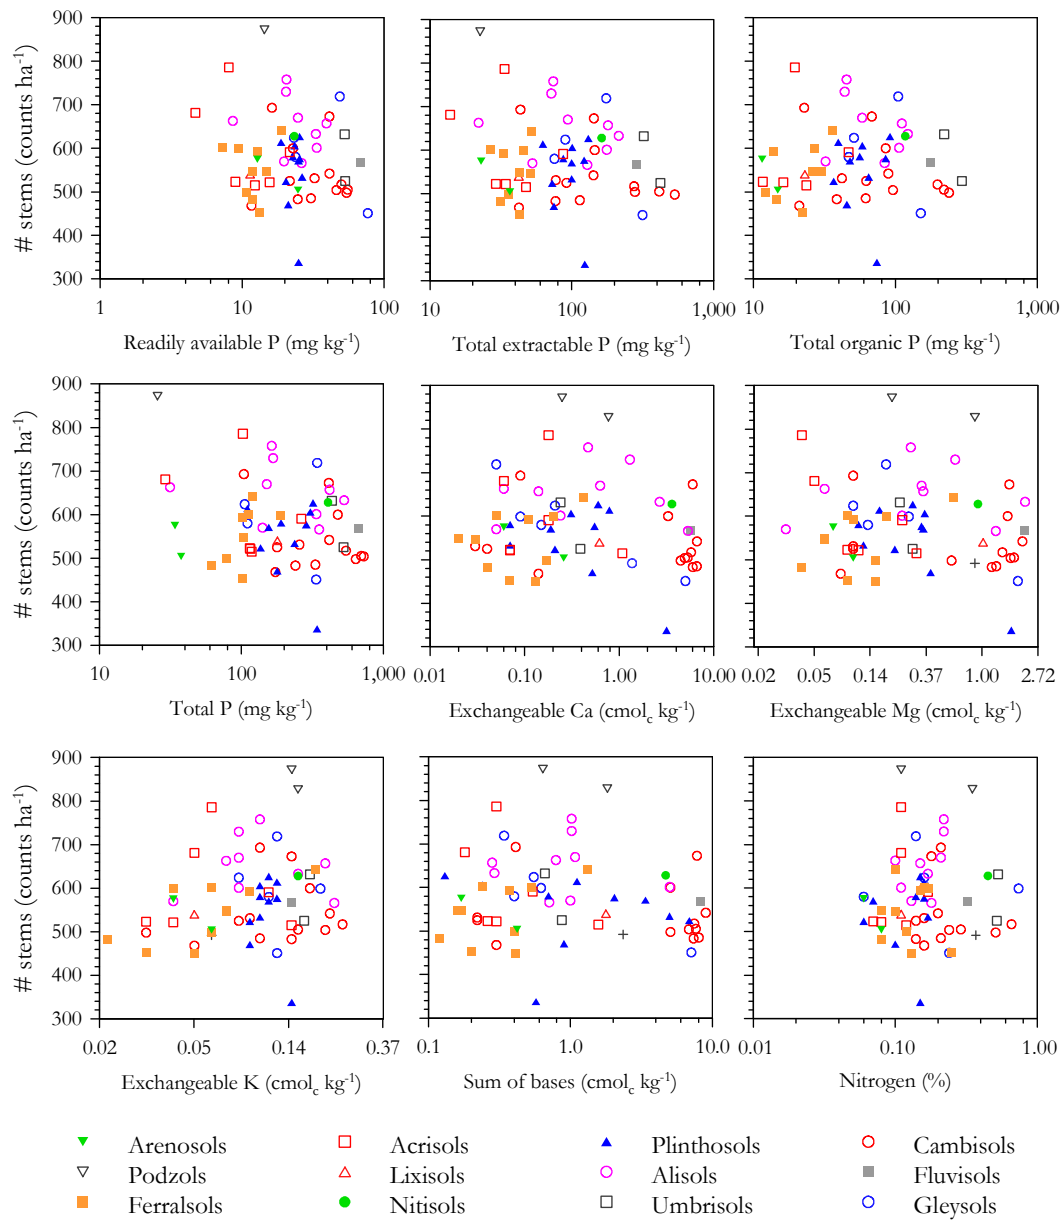 900
800
700
600
500
400
300
# stems (counts ha⁻¹)
1 10 100
Readily available P (mg kg⁻¹)
10 100 1,000
Total extractable P (mg kg⁻¹)
10 100 1,000
Total organic P (mg kg⁻¹)
900
800
700
600
500
400
300
# stems (counts ha⁻¹)
10 100 1,000
Total P (mg kg⁻¹)
0.01 0.10 1.00 10.00
Exchangeable Ca (cmolc kg⁻¹)
0.02 0.05 0.14 0.37 1.00 2.72
Exchangeable Mg (cmolc kg⁻¹)
900
800
700
600
500
400
300
# stems (counts ha⁻¹)
0.02 0.05 0.14 0.37
Exchangeable K (cmolc kg⁻¹)
0.1 1.0 10.0
Sum of bases (cmolc kg⁻¹)
0.01 0.10 1.00
Nitrogen (%)
Arenosols Acrisols Plinthosols Cambisols
Podzols Lixisols Alisols Fluvisols
Ferralsols Nitisols Umbrisols Gleysols